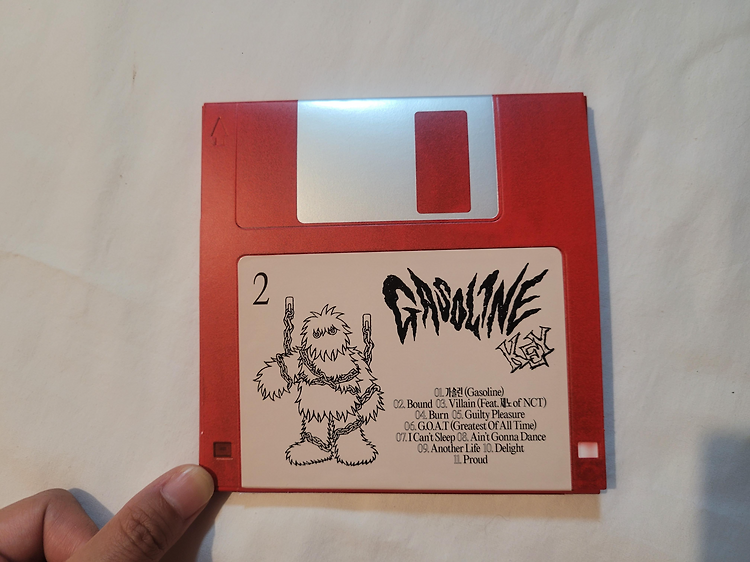 2
GASOLINE
KEY
01. 가솔린 (Gasoline)
02. Bound 03. Villain (Feat. 제노 of NCT)
04. Burn 05. Guilty Pleasure
06. G.O.A.T (Greatest Of All Time)
07. I Can't Sleep 08. Ain't Gonna Dance
09. Another Life 10. Delight
11. Proud